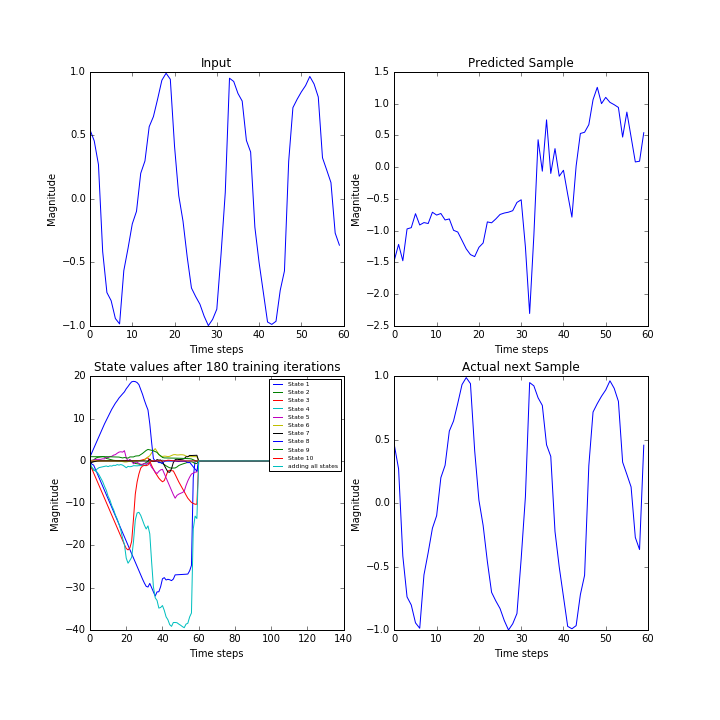 Input
1.0
0.5
0.0
−0.5
−1.0
Magnitude
0 10 20 30 40 50 60
Time steps
Predicted Sample
1.5
1.0
0.5
0.0
−0.5
−1.0
−1.5
−2.0
−2.5
Magnitude
0 10 20 30 40 50 60
Time steps
State values after 180 training iterations
20
10
0
−10
−20
−30
−40
Magnitude
0 20 40 60 80 100 120 140
Time steps
State 1
State 2
State 3
State 4
State 5
State 6
State 7
State 8
State 9
State 10
adding all states
Actual next Sample
1.0
0.5
0.0
−0.5
−1.0
Magnitude
0 10 20 30 40 50 60
Time steps